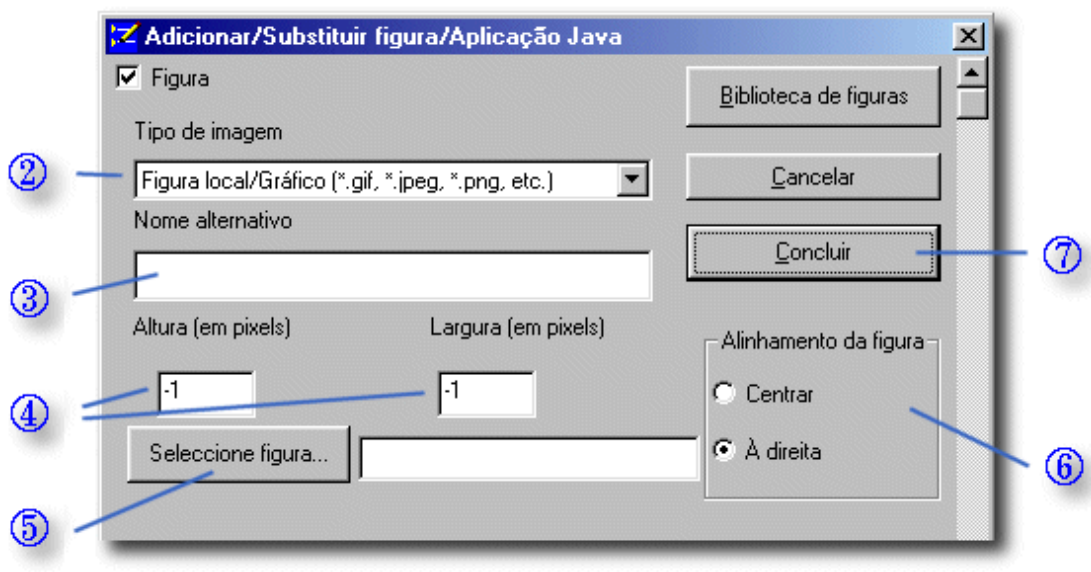 Adicionar/Substituir figura/Aplicação Java
Figura
Biblioteca de figuras
Tipo de imagem
②
Figura local/Gráfico (*.gif, *.jpeg, *.png, etc.)
Cancelar
Nome alternativo
Concluir
⑦
③
Altura (em pixels)
Largura (em pixels)
Alinhamento da figura
-1
-1
Centrar
④
Seleccione figura...
À direita
⑥
⑤